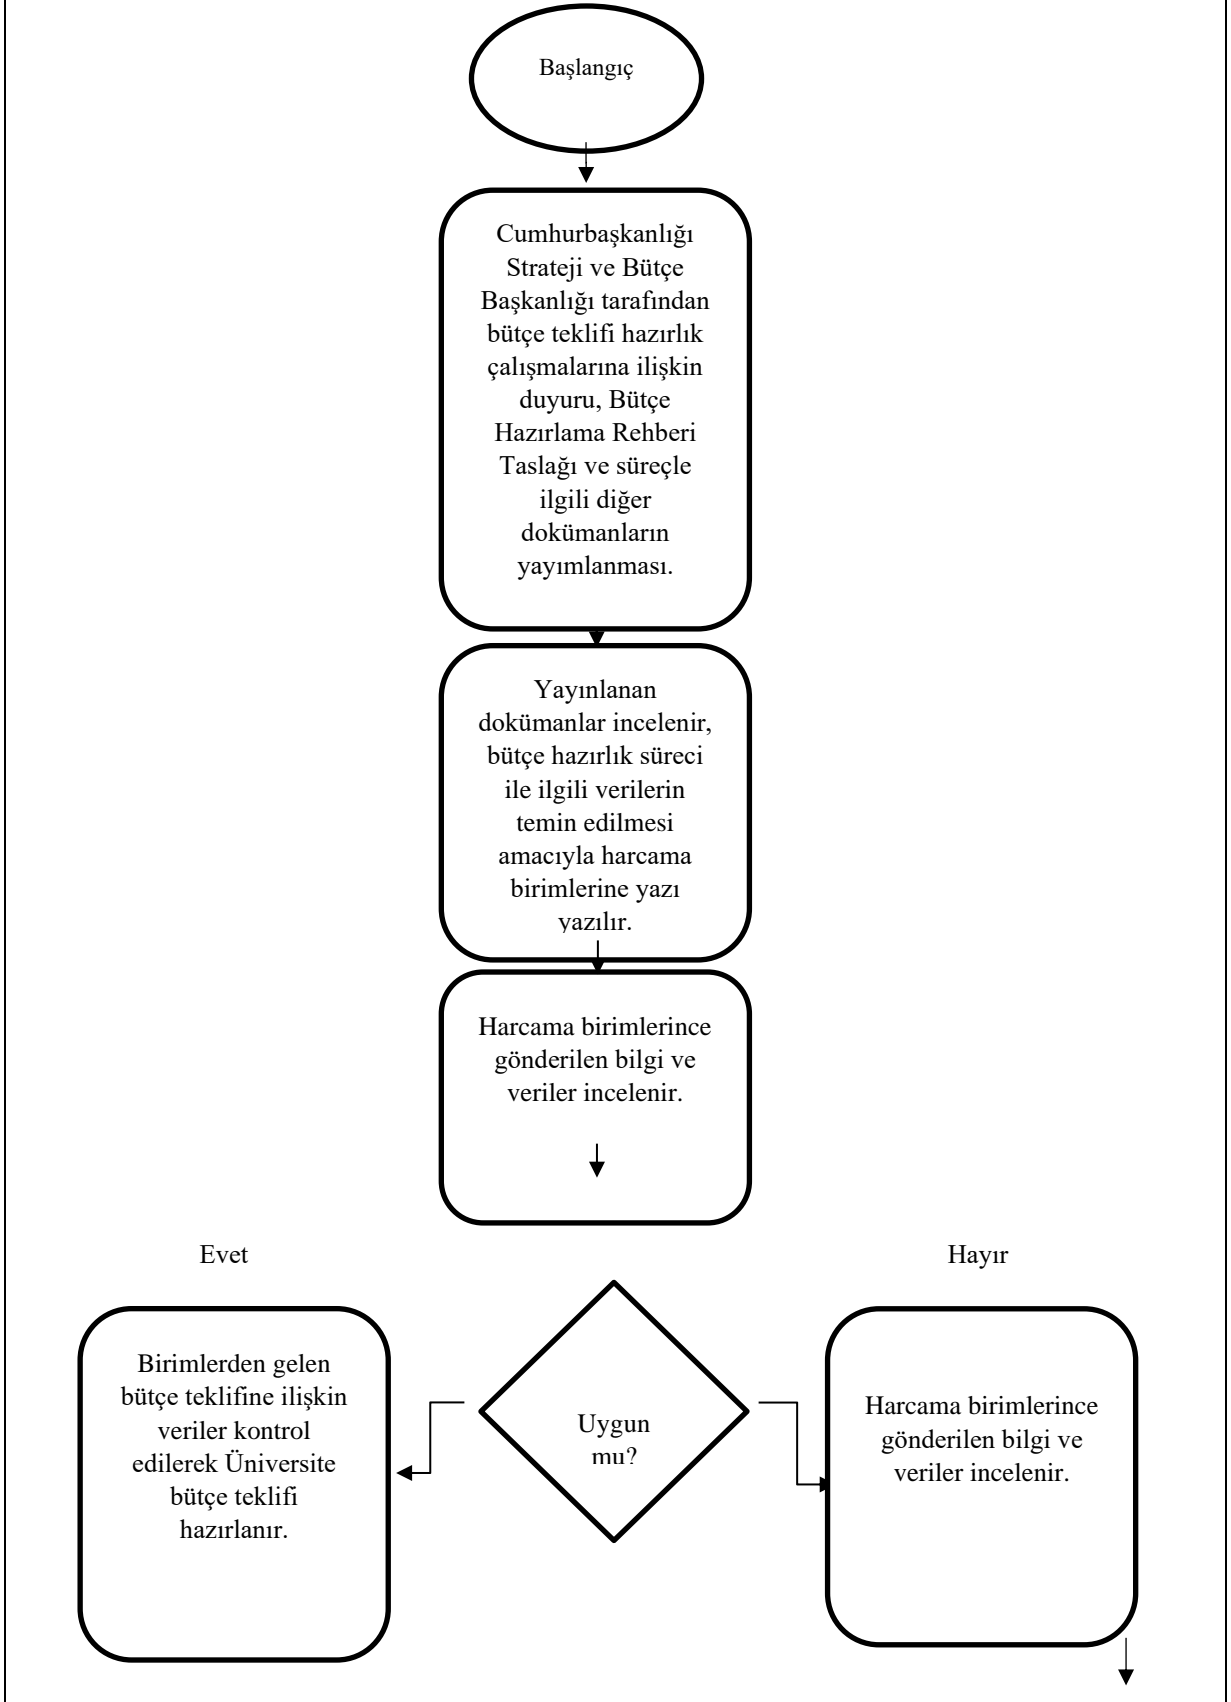 Başlangıç
Cumhurbaşkanlığı
Strateji ve Bütçe
Başkanlığı tarafından
bütçe teklifi hazırlık
çalışmalarına ilişkin
duyuru, Bütçe
Hazırlama Rehberi
Taslağı ve süreçle
ilgili diğer
dokümanların
yayımlanması.
Yayınlanan
dokümanlar incelenir,
bütçe hazırlık süreci
ile ilgili verilerin
temin edilmesi
amacıyla harcama
birimlerine yazı
yazılır.
Harcama birimlerince
gönderilen bilgi ve
veriler incelenir.
Evet
Hayır
Birimlerden gelen
bütçe teklifine ilişkin
veriler kontrol
edilerek Üniversite
bütçe teklifi
hazırlanır.
Uygun
mu?
Harcama birimlerince
gönderilen bilgi ve
veriler incelenir.